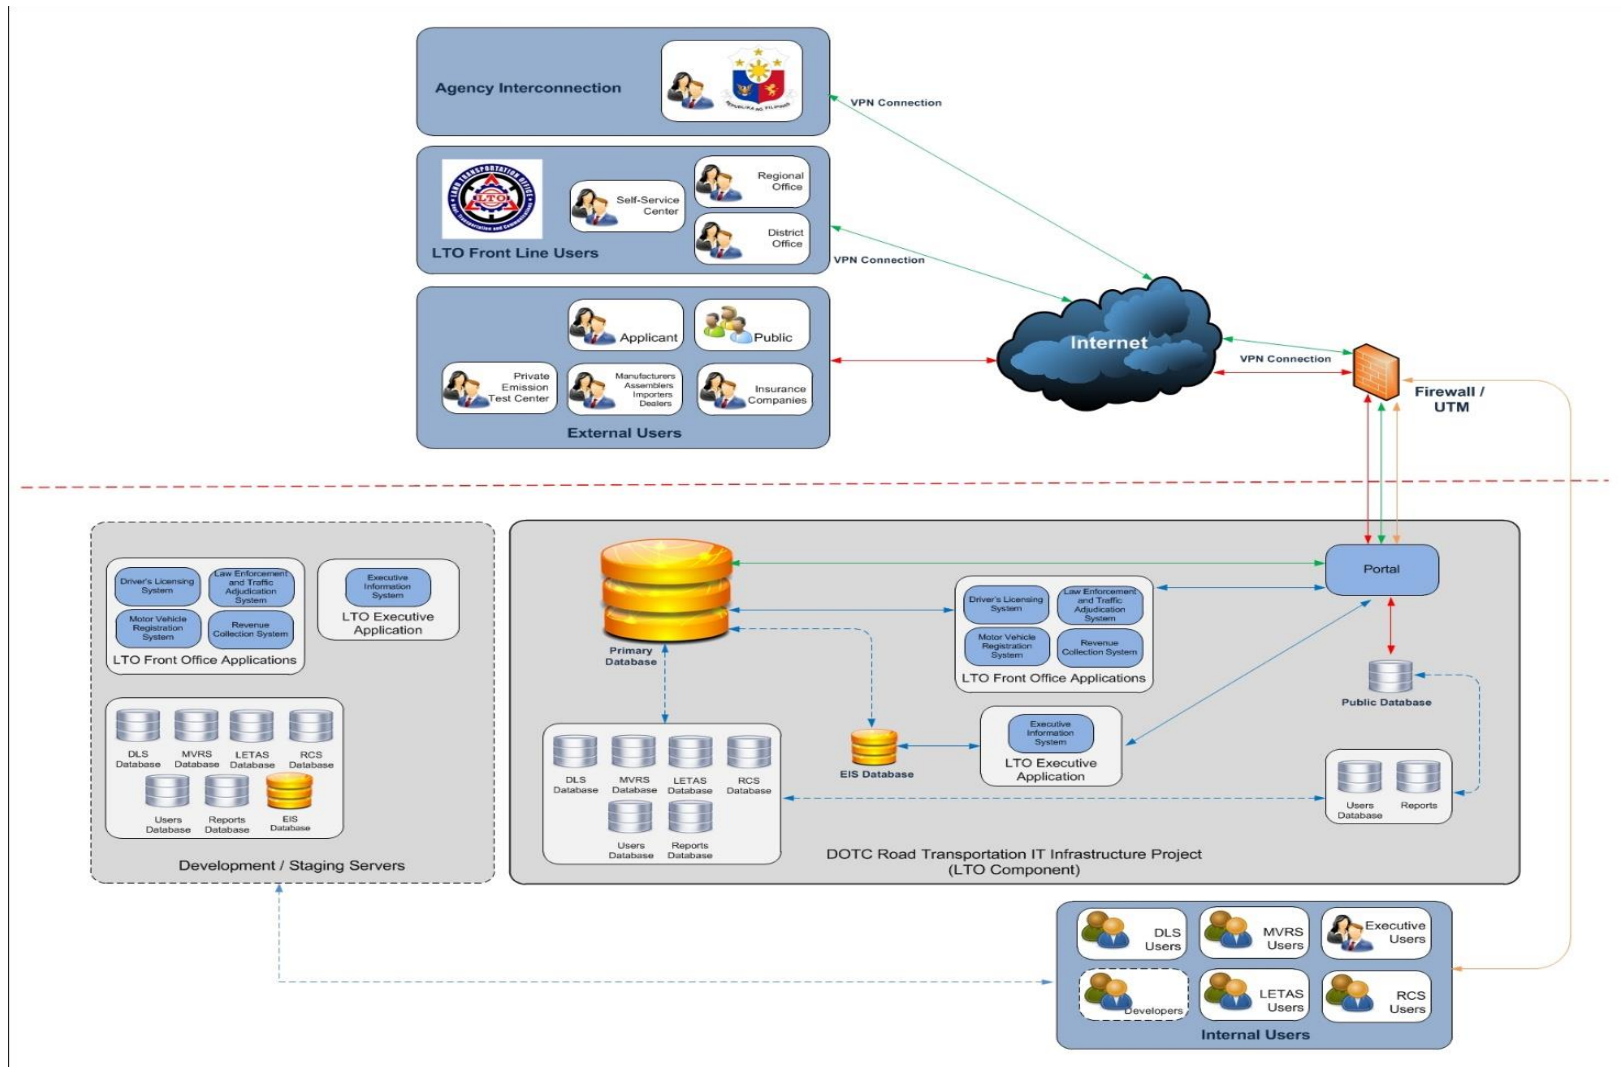 Agency Interconnection
REPUBLIKA NG PILIPINAS
VPN Connection
LAND TRANSPORTATION OFFICE
LTO
Self-Service
Center
Regional
Office
District
Office
LTO Front Line Users
VPN Connection
Applicant
Public
Private
Emission
Test Center
Manufacturers
Assemblers
Importers
Dealers
Insurance
Companies
External Users
Internet
VPN Connection
Firewall /
UTM
Driver's Licensing
System
Law Enforcement
and Traffic
Adjudication
System
Motor Vehicle
Registration
System
Revenue
Collection System
LTO Front Office Applications
Executive
Information
System
LTO Executive
Application
DLS
Database
MVRS
Database
LETAS
Database
RCS
Database
Users
Database
Reports
Database
EIS
Database
Development / Staging Servers
Primary
Database
Driver's Licensing
System
Law Enforcement
and Traffic
Adjudication
System
Motor Vehicle
Registration
System
Revenue
Collection System
LTO Front Office Applications
Portal
Public Database
Executive
Information
System
LTO Executive
Application
EIS Database
DLS
Database
MVRS
Database
LETAS
Database
RCS
Database
Users
Database
Reports
Database
Users
Database
Reports
DOTC Road Transportation IT Infrastructure Project
(LTO Component)
DLS
Users
MVRS
Users
Executive
Users
Developers
LETAS
Users
RCS
Users
Internal Users